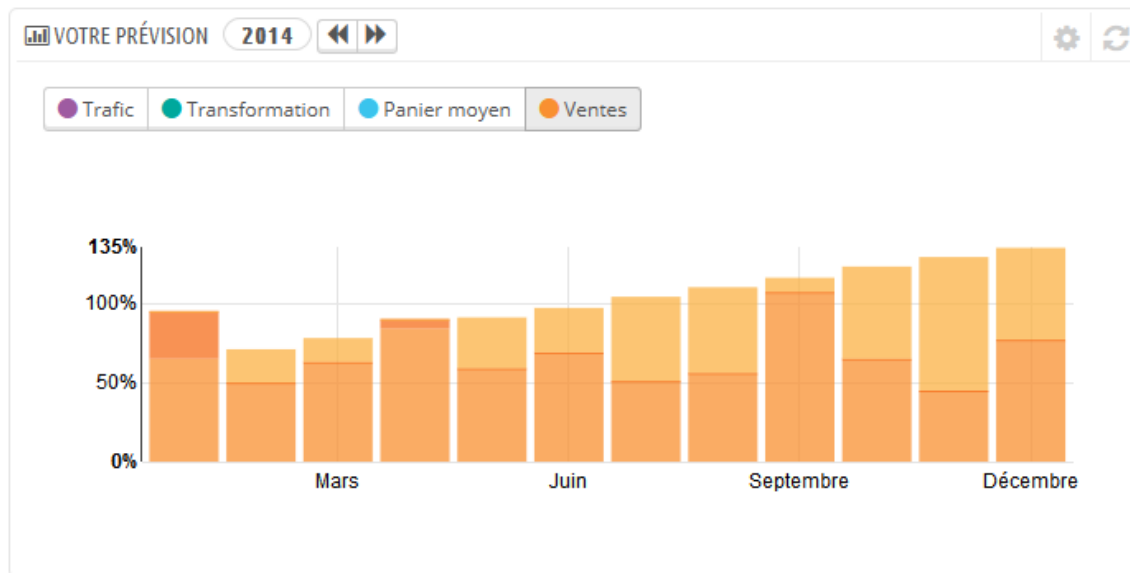 VOTRE PRÉVISION 2014
Trafic Transformation Panier moyen Ventes
135%
100%
50%
0%
Mars Juin Septembre Décembre